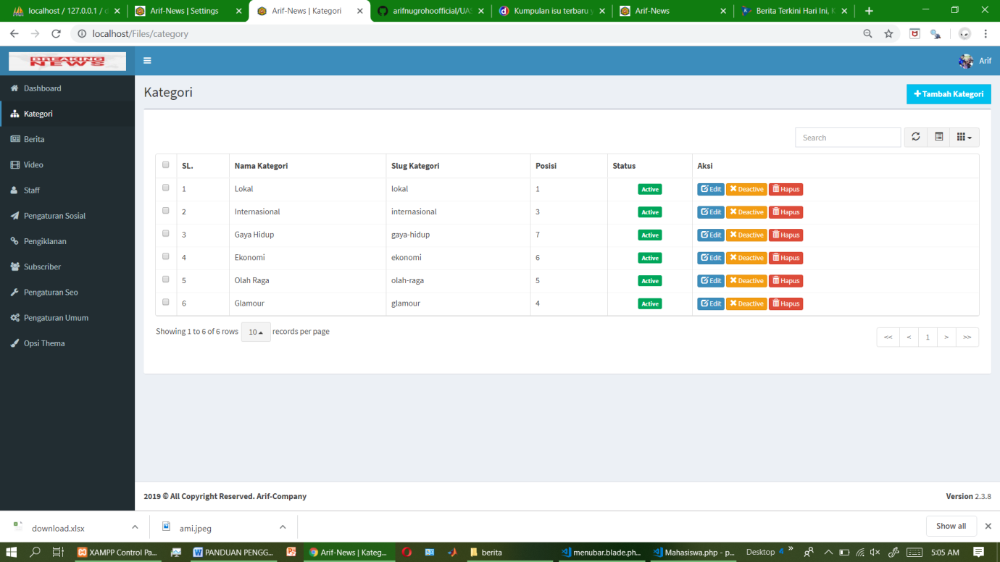 localhost / 127.0.0.1 / d
Arif-News | Settings
Arif-News | Kategori
arifnugrohoofficial/UAS
Kumpulan isu terbaru y
Arif-News
Berita Terkini Hari Ini, K
localhost/Files/category
BREAKING
NEWS
Arif
Dashboard
Kategori
Berita
Video
Staff
Pengaturan Sosial
Pengiklanan
Subscriber
Pengaturan Seo
Pengaturan Umum
Opsi Thema
Kategori
Tambah Kategori
Search
SL. Nama Kategori Slug Kategori Posisi Status Aksi
1 Lokal lokal 1 Active Edit Deactive Hapus
2 Internasional internasional 3 Active Edit Deactive Hapus
3 Gaya Hidup gaya-hidup 7 Active Edit Deactive Hapus
4 Ekonomi ekonomi 6 Active Edit Deactive Hapus
5 Olah Raga olah-raga 5 Active Edit Deactive Hapus
6 Glamour glamour 4 Active Edit Deactive Hapus
Showing 1 to 6 of 6 rows 10 records per page
<< < 1 > >>
2019 © All Copyright Reserved. Arif-Company
Version 2.3.8
download.xlsx
ami.jpeg
Show all
XAMPP Control Pa...
PANDUAN PENGG...
Arif-News | Kateg...
berita
menubar.blade.ph...
Mahasiswa.php - p...
Desktop
5:05 AM